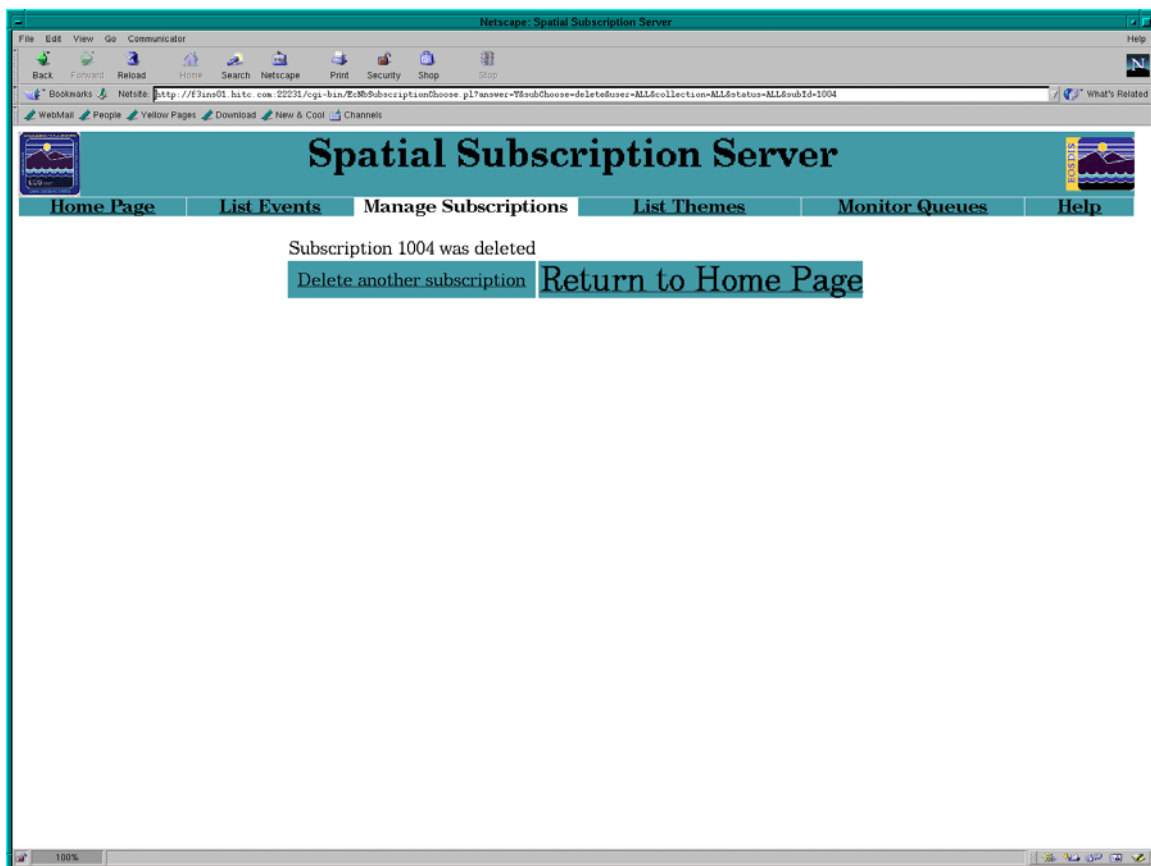 Netscape: Spatial Subscription Server
File Edit View Go Communicator Help
Back Forward Reload Home Search Netscape Print Security Shop Stop
N
Bookmarks Netsite: http://f3ins01.hitc.com:22231/cgi-bin/EcNbSubscriptionChoose.pl?answer=Y&subChoose=delete&user=ALL&collection=ALL&status=ALL&subId=1004 What's Related
WebMail People Yellow Pages Download New & Cool Channels
Spatial Subscription Server
EOSDIS
Home Page List Events Manage Subscriptions List Themes Monitor Queues Help
Subscription 1004 was deleted
Delete another subscription Return to Home Page
100%